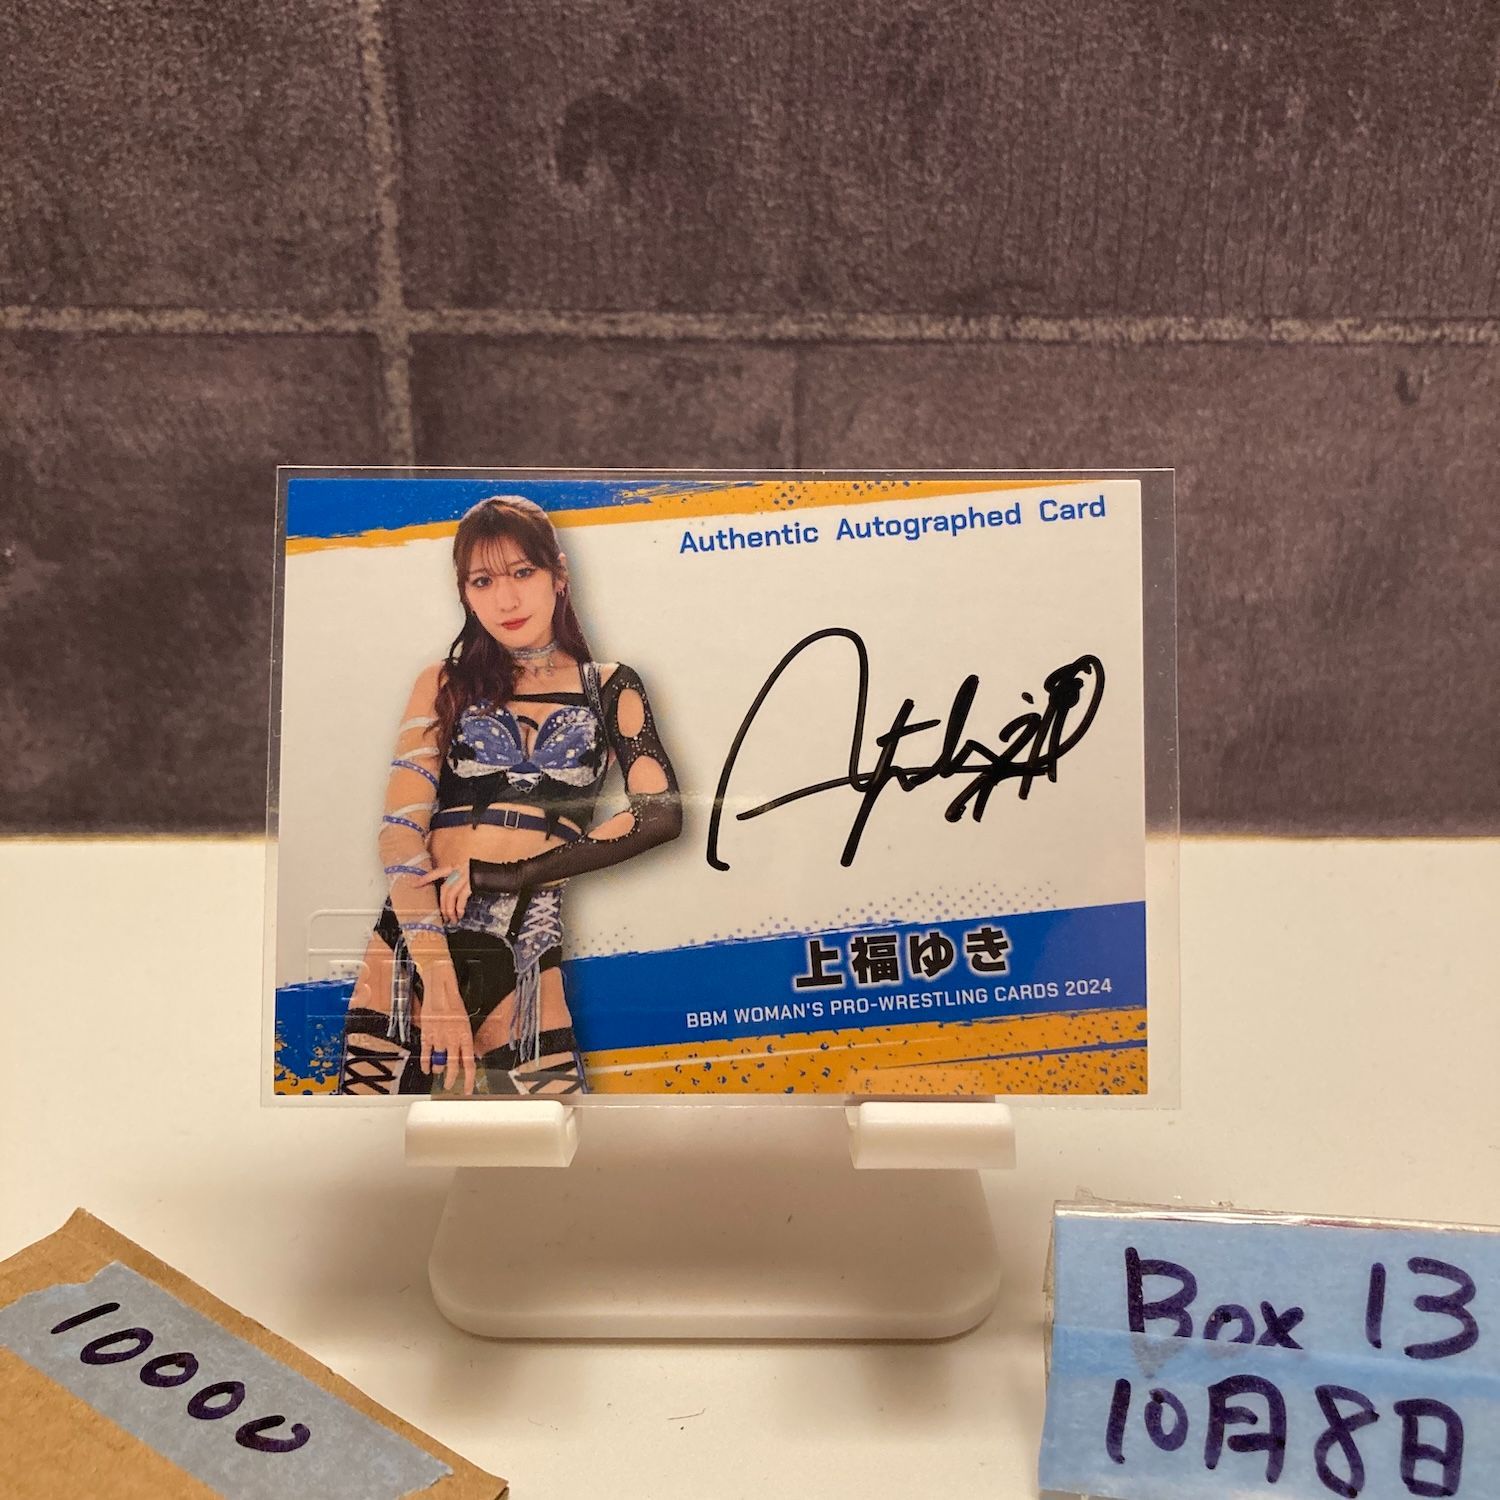 Authentic Autographed Card
上福ゆき
BBM WOMAN'S PRO-WRESTLING CARDS 2024
10000
Box 13
10月8日